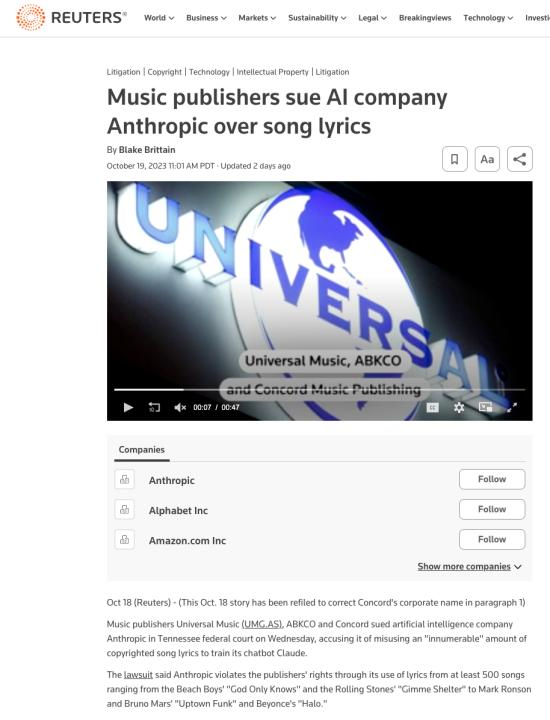 REUTERS®
World Business Markets Sustainability Legal Breakingviews Technology Investi
Litigation | Copyright | Technology | Intellectual Property | Litigation
Music publishers sue AI company
Anthropic over song lyrics
By Blake Brittain
October 19, 2023 11:01 AM PDT · Updated 2 days ago
Aa
UNIVERSAL
Universal Music, ABKCO
and Concord Music Publishing
10
00:07 / 00:47
CC
Companies
Anthropic Follow
Alphabet Inc Follow
Amazon.com Inc Follow
Show more companies
Oct 18 (Reuters) - (This Oct. 18 story has been refiled to correct Concord's corporate name in paragraph 1)
Music publishers Universal Music (UMG.AS), ABKCO and Concord sued artificial intelligence company
Anthropic in Tennessee federal court on Wednesday, accusing it of misusing an "innumerable" amount of
copyrighted song lyrics to train its chatbot Claude.
The lawsuit said Anthropic violates the publishers' rights through its use of lyrics from at least 500 songs
ranging from the Beach Boys' "God Only Knows" and the Rolling Stones' "Gimme Shelter" to Mark Ronson
and Bruno Mars' "Uptown Funk" and Beyonce's "Halo."